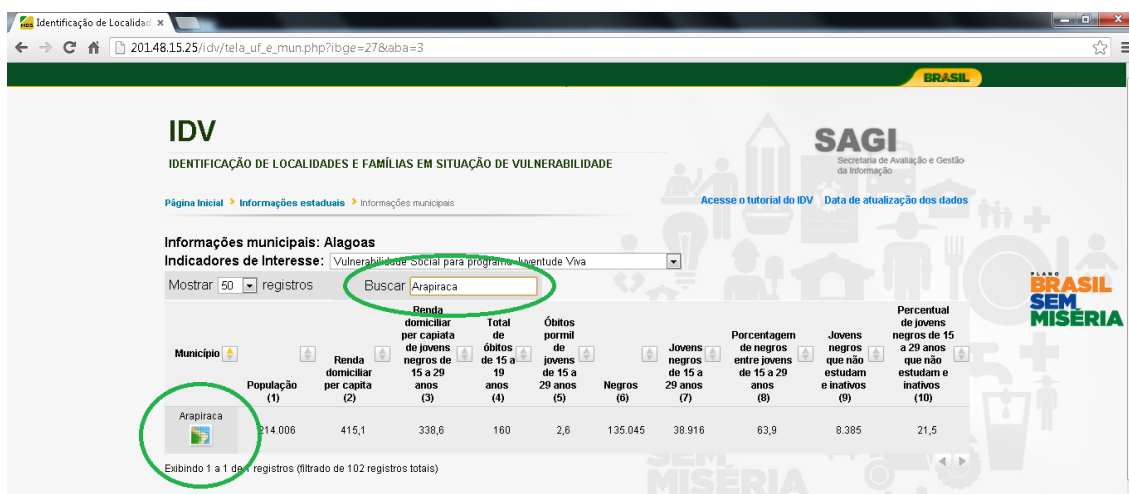 Identificação de Localidad
201.48.15.25/idv/tela_uf_e_mun.php?ibge=27&aba=3
BRASIL
IDV
IDENTIFICAÇÃO DE LOCALIDADES E FAMÍLIAS EM SITUAÇÃO DE VULNERABILIDADE
SAGI
Secretaria de Avaliação e Gestão
da Informação
Página Inicial Informações estaduais Informações municipais
Acesse o tutorial do IDV Data de atualização dos dados
Informações municipais: Alagoas
Indicadores de Interesse: Vulnerabilidade Social para programa Juventude Viva
Mostrar 50 registros Buscar Arapiraca
PLANO
BRASIL
SEM
MISÉRIA
Município
População
(1)
Renda
domiciliar
per capita
(2)
Renda
domiciliar
per capiata
de jovens
negros de
15 a 29
anos
(3)
Total
de
óbitos
de 15 a
19
anos
(4)
Óbitos
pormil
de
jovens
de 15 a
29 anos
(5)
Negros
(6)
Jovens
negros
de 15 a
29 anos
(7)
Porcentagem
de negros
entre jovens
de 15 a 29
anos
(8)
Jovens
negros
que não
estudam
e inativos
(9)
Percentual
de jovens
negros de 15
a 29 anos
que não
estudam e
inativos
(10)
Arapiraca 214.006 415,1 338,6 160 2,6 135.045 38.916 63,9 8.385 21,5
Exibindo 1 a 1 de 1 registros (filtrado de 102 registros totais)
SEM
MISÉRIA